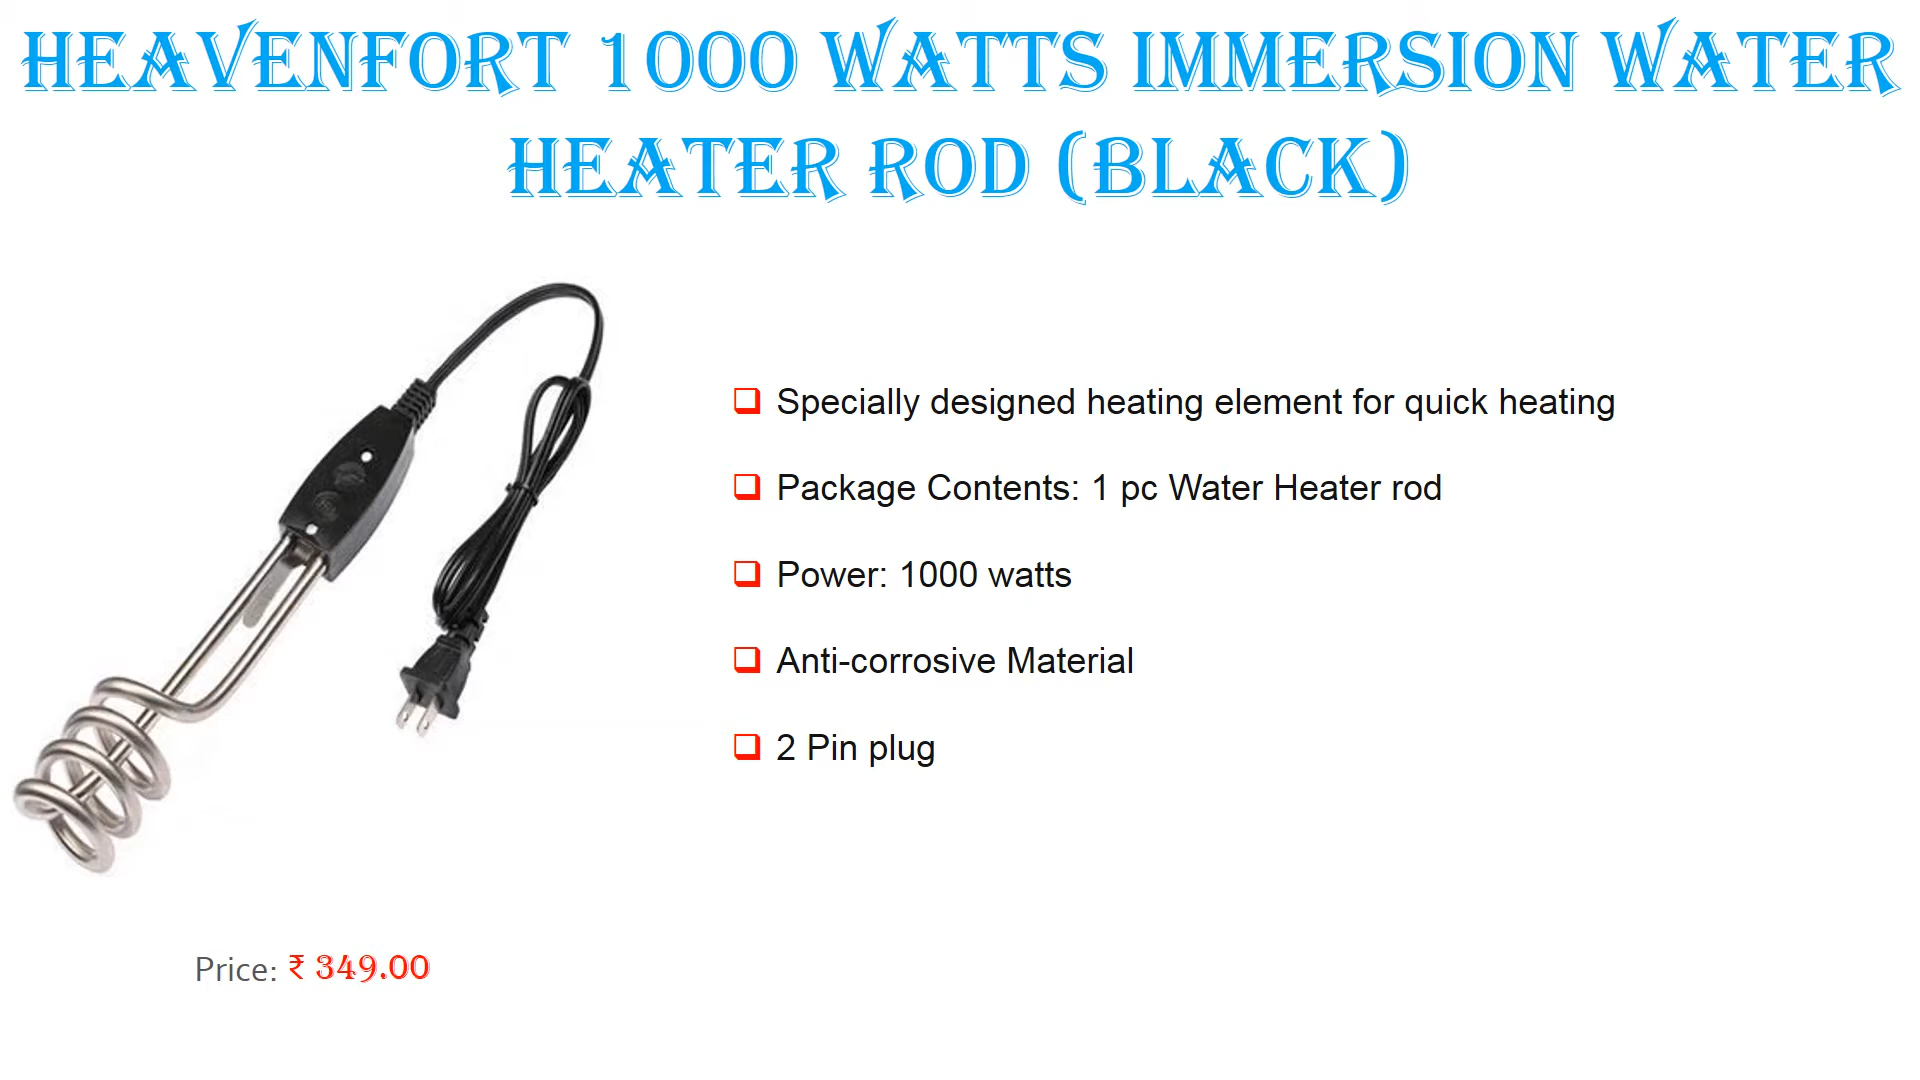 HEAVENFORT 1000 WATTS IMMERSION WATER
HEATER ROD (BLACK)
Specially designed heating element for quick heating
Package Contents: 1 pc Water Heater rod
Power: 1000 watts
Anti-corrosive Material
2 Pin plug
Price: ₹ 349.00